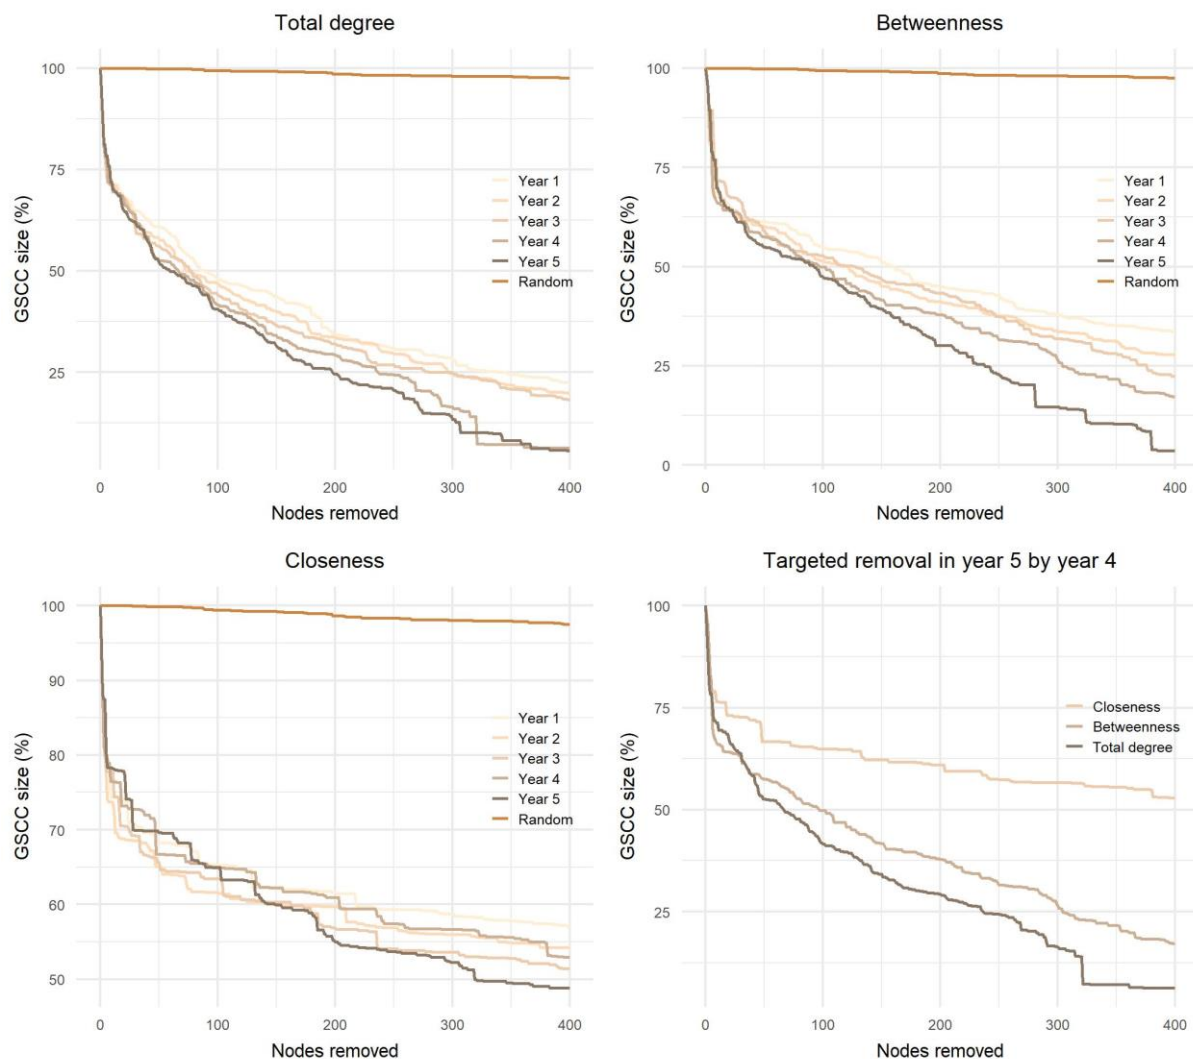 Total degree
GSCC size (%)
100
75
50
25
0
100
200
300
400
Nodes removed
Year 1
Year 2
Year 3
Year 4
Year 5
Random
Betweenness
GSCC size (%)
100
75
50
25
0
0
100
200
300
400
Nodes removed
Year 1
Year 2
Year 3
Year 4
Year 5
Random
Closeness
GSCC size (%)
100
90
80
70
60
50
0
100
200
300
400
Nodes removed
Year 1
Year 2
Year 3
Year 4
Year 5
Random
Targeted removal in year 5 by year 4
GSCC size (%)
100
75
50
25
0
100
200
300
400
Nodes removed
Closeness
Betweenness
Total degree